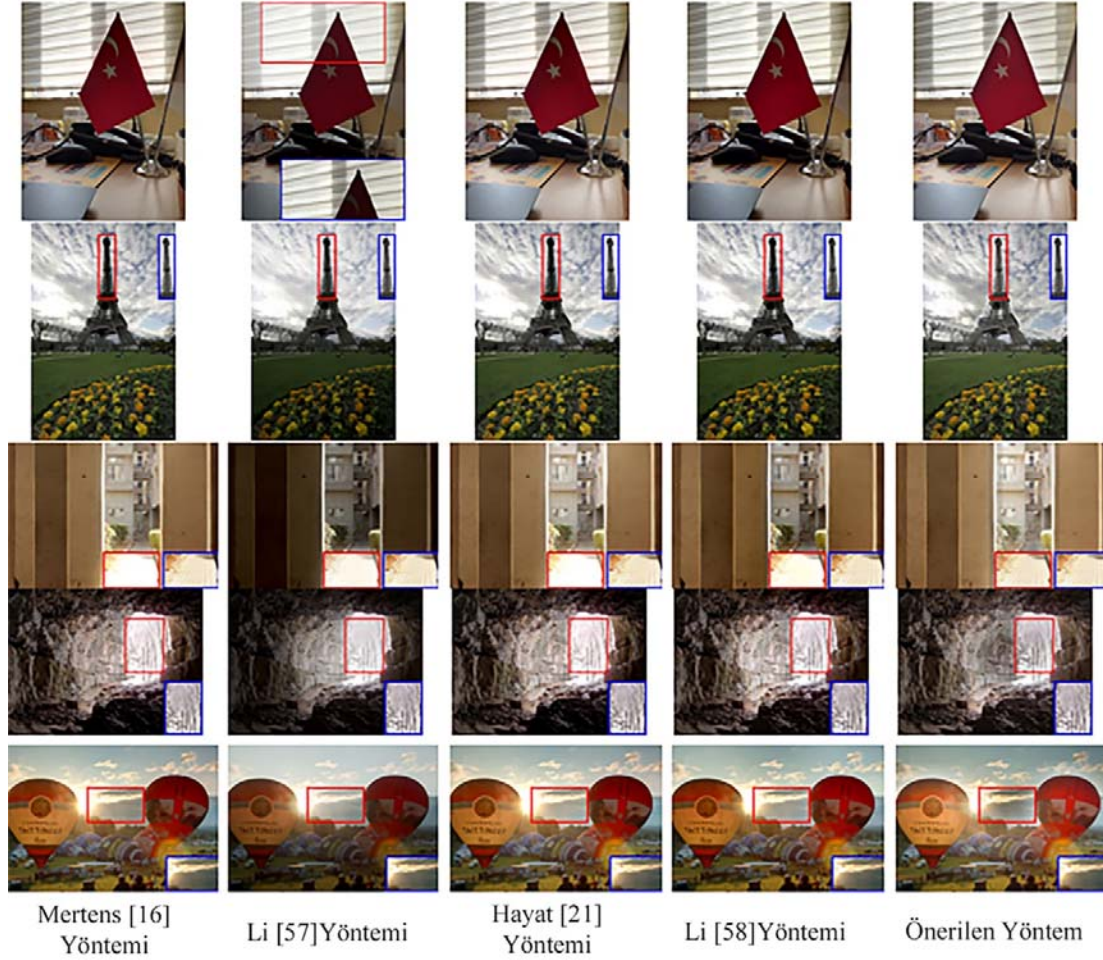 Mertens [16]
Yöntemi
Li [57]Yöntemi
Hayat [21]
Yöntemi
Li [58]Yöntemi
Önerilen Yöntem